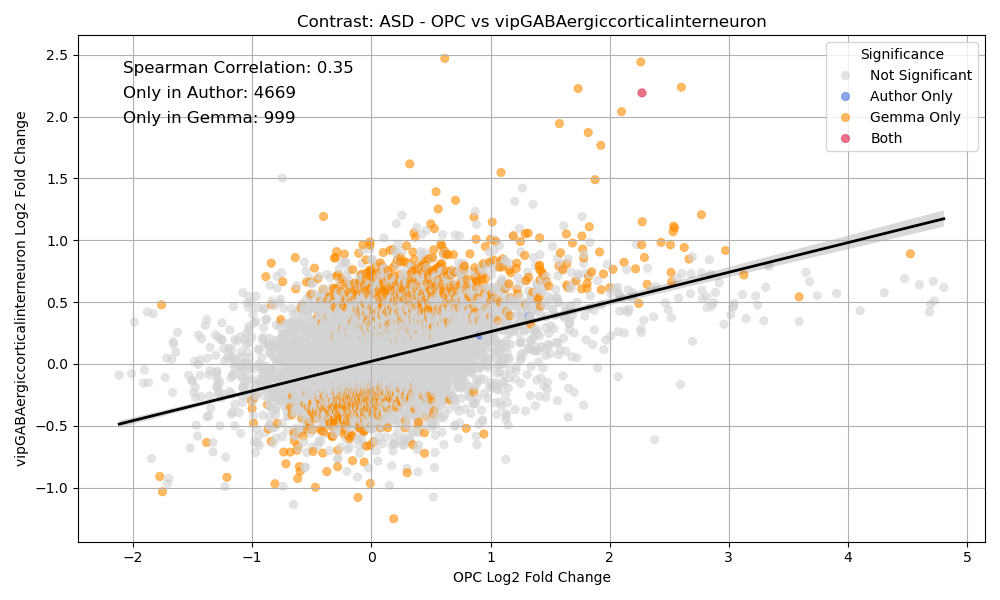 Contrast: ASD - OPC vs vipGABAergiccorticalinterneuron
Spearman Correlation: 0.35
Only in Author: 4669
Only in Gemma: 999
Significance
Not Significant
Author Only
Gemma Only
Both
vipGABAergiccorticalinterneuron Log2 Fold Change
2.5
2.0
1.5
1.0
0.5
0.0
−0.5
−1.0
−2 −1 0 1 2 3 4 5
OPC Log2 Fold Change